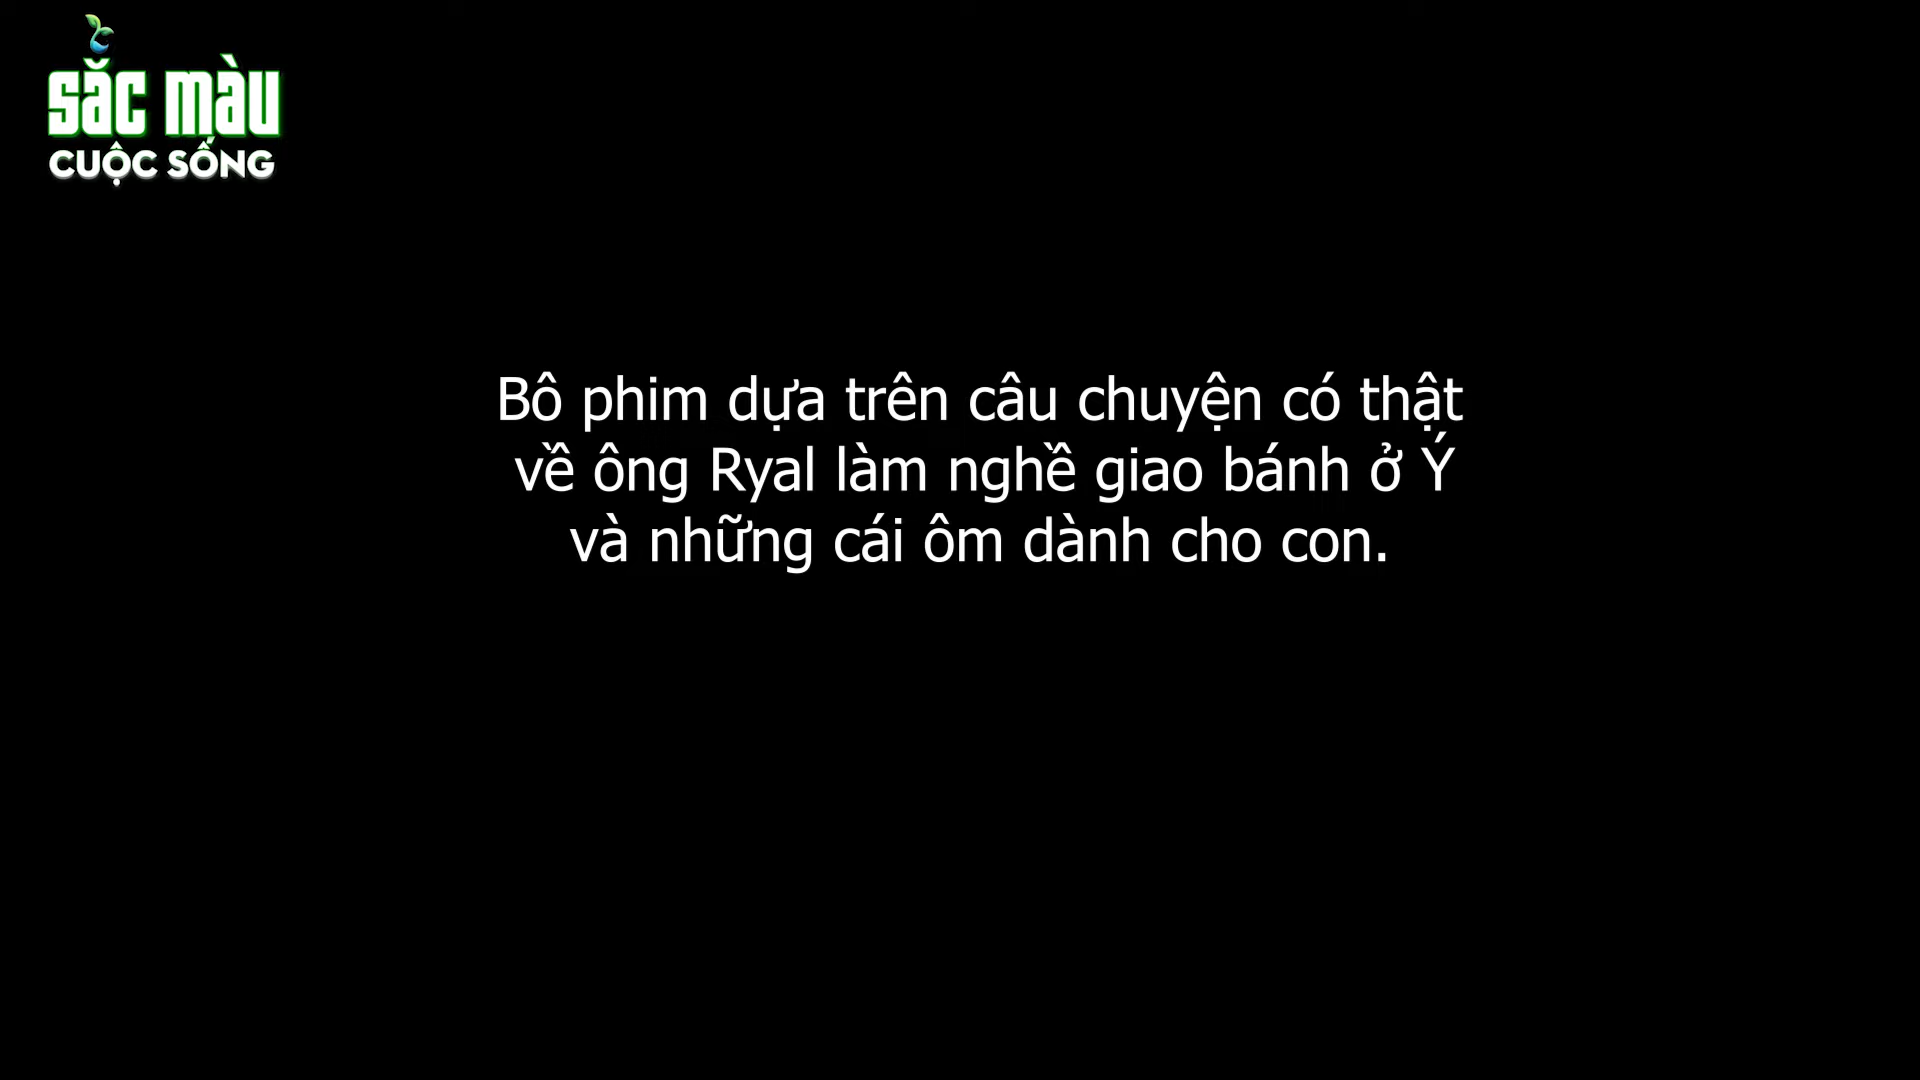 sắc màu
CUỘC SỐNG
Bô phim dựa trên câu chuyện có thật
về ông Ryal làm nghề giao bánh ở Ý
và những cái ôm dành cho con.